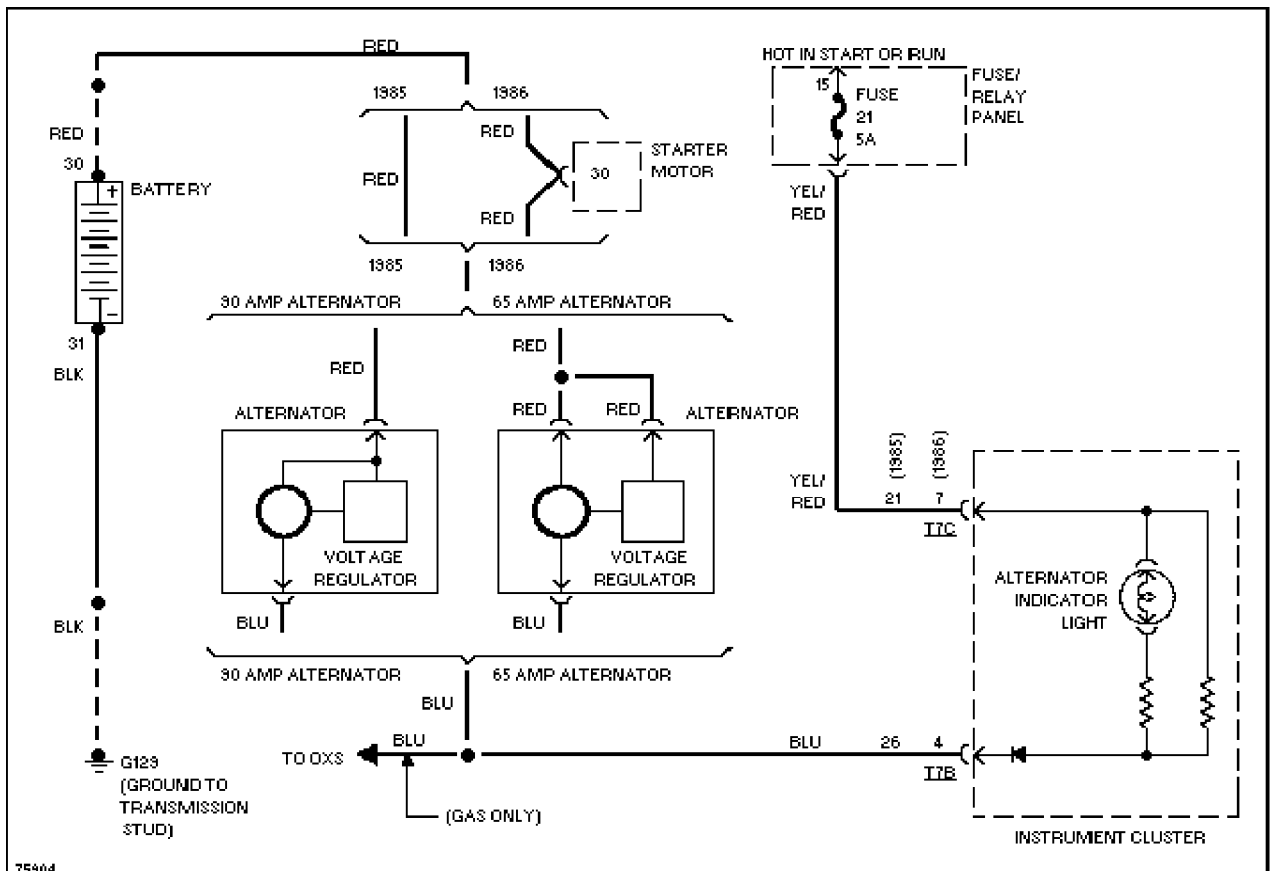 RED
HOT IN START OR RUN
15
FUSE
21
5A
FUSE/
RELAY
PANEL
1985
1986
RED
30
BATTERY
+
−
RED
RED
RED
30
STARTER
MOTOR
YEL/
RED
1985
1986
31
BLK
90 AMP ALTERNATOR
65 AMP ALTERNATOR
RED
RED
ALTERNATOR
RED
RED
ALTERNATOR
VOLTAGE
REGULATOR
VOLTAGE
REGULATOR
YEL/
RED
(1985)
(1986)
21
7
T7C
ALTERNATOR
INDICATOR
LIGHT
BLK
BLU
BLU
90 AMP ALTERNATOR
65 AMP ALTERNATOR
BLU
TO OXS
BLU
BLU
26
4
T7B
G129
(GROUND TO
TRANSMISSION
STUD)
(GAS ONLY)
INSTRUMENT CLUSTER